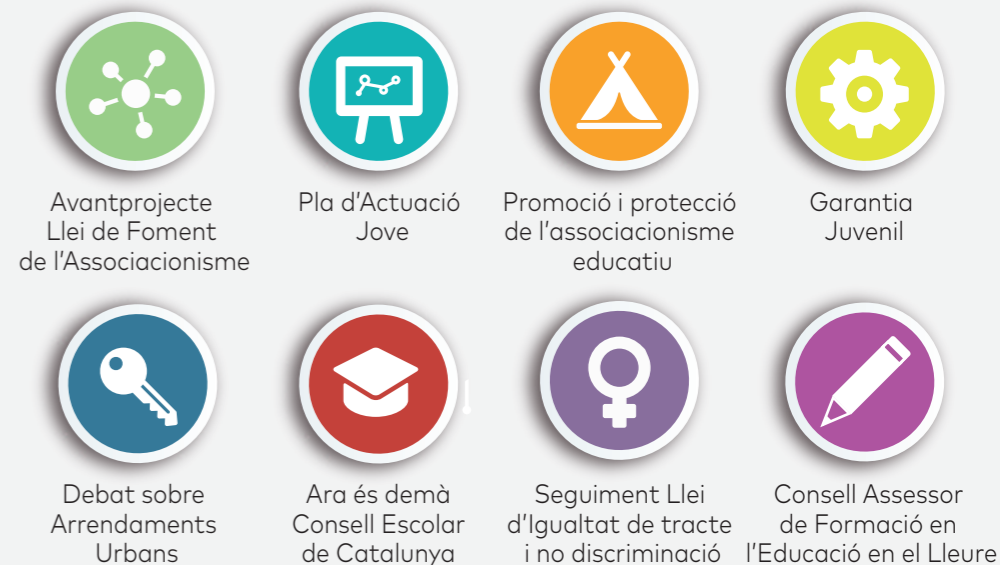 Avantprojecte
Llei de Foment
de l'Associacionisme
Pla d'Actuació
Jove
Promoció i protecció
de l'associacionisme
educatiu
Garantia
Juvenil
Debat sobre
Arrendaments
Urbans
Ara és demà
Consell Escolar
de Catalunya
Seguiment Llei
d'Igualtat de tracte
i no discriminació
Consell Assessor
de Formació en
l'Educació en el Lleure